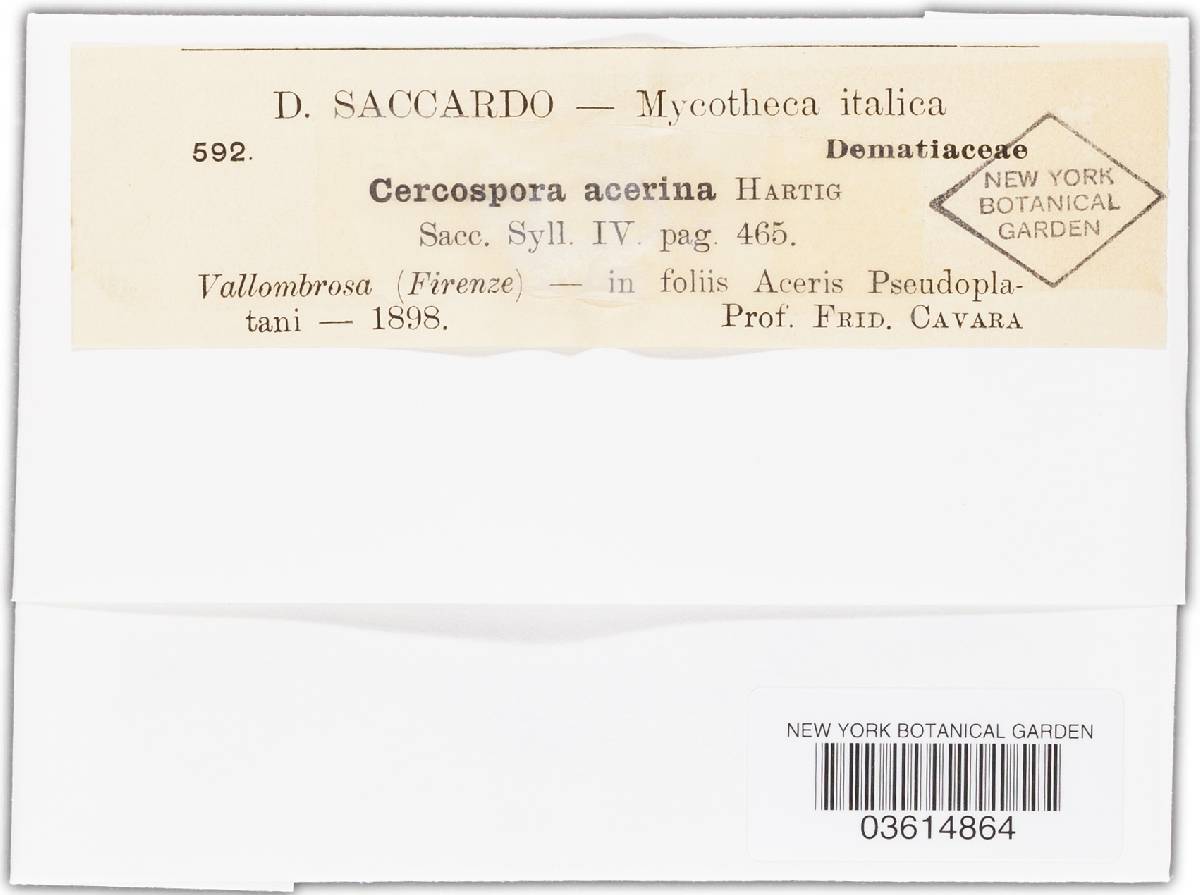 D. SACCARDO — Mycotheca italica
592. Dematiaceae
Cercospora acerina HARTIG
Sacc. Syll. IV. pag. 465.
Vallombrosa (Firenze) — in foliis Aceris Pseudopla-
tani — 1898. Prof. FRID. CAVARA
NEW YORK
BOTANICAL
GARDEN
NEW YORK BOTANICAL GARDEN
03614864